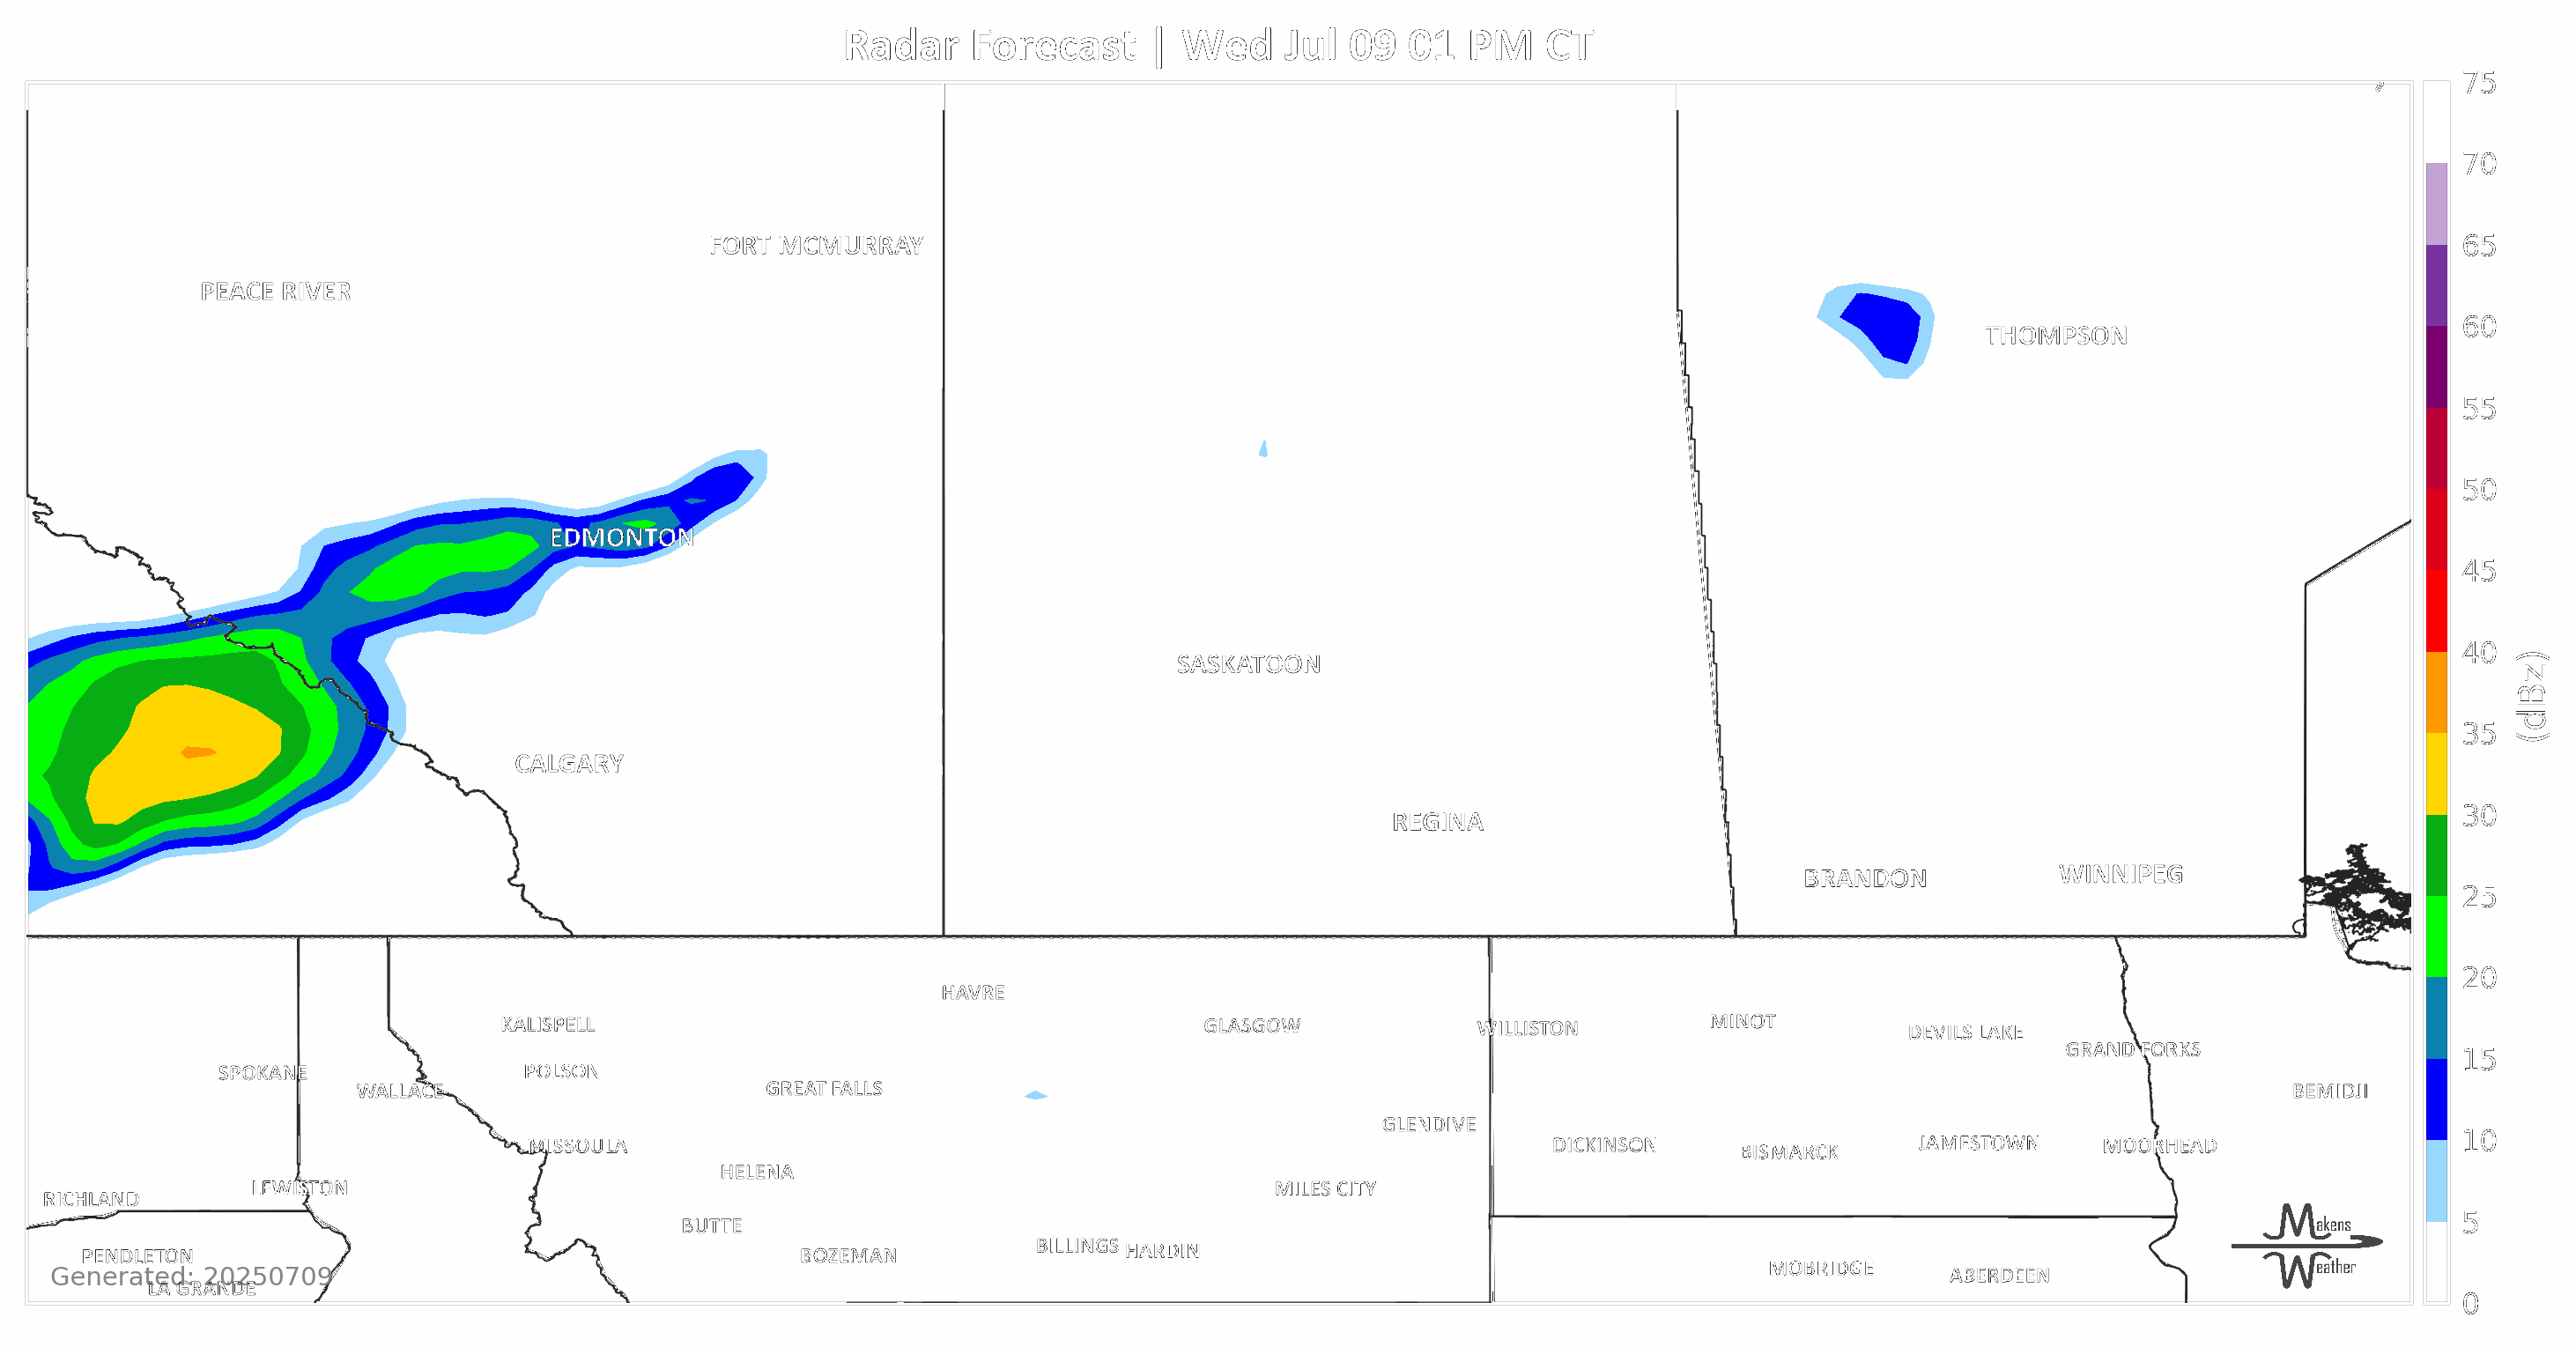 Radar Forecast | Wed Jul 09 01 PM CT
75
70
FORT MCMURRAY
65
PEACE RIVER
60
THOMPSON
55
50
EDMONTON
45
40
SASKATOON
(dBz)
35
CALGARY
30
REGINA
WINNIPEG
BRANDON
25
20
HAVRE
MINOT
KALISPELL
GLASGOW
WILLISTON
DEVILS LAKE
GRAND FORKS
15
SPOKANE
POLSON
WALLACE
GREAT FALLS
BEMIDJI
GLENDIVE
10
MISSOULA
DICKINSON
BISMARCK
JAMESTOWN
MOORHEAD
HELENA
LEWISTON
MILES CITY
RICHLAND
5
BUTTE
Makens
Weather
BILLINGS
HARDIN
PENDLETON
BOZEMAN
MOBRIDGE
ABERDEEN
Generated: 20250709
LA GRANDE
0